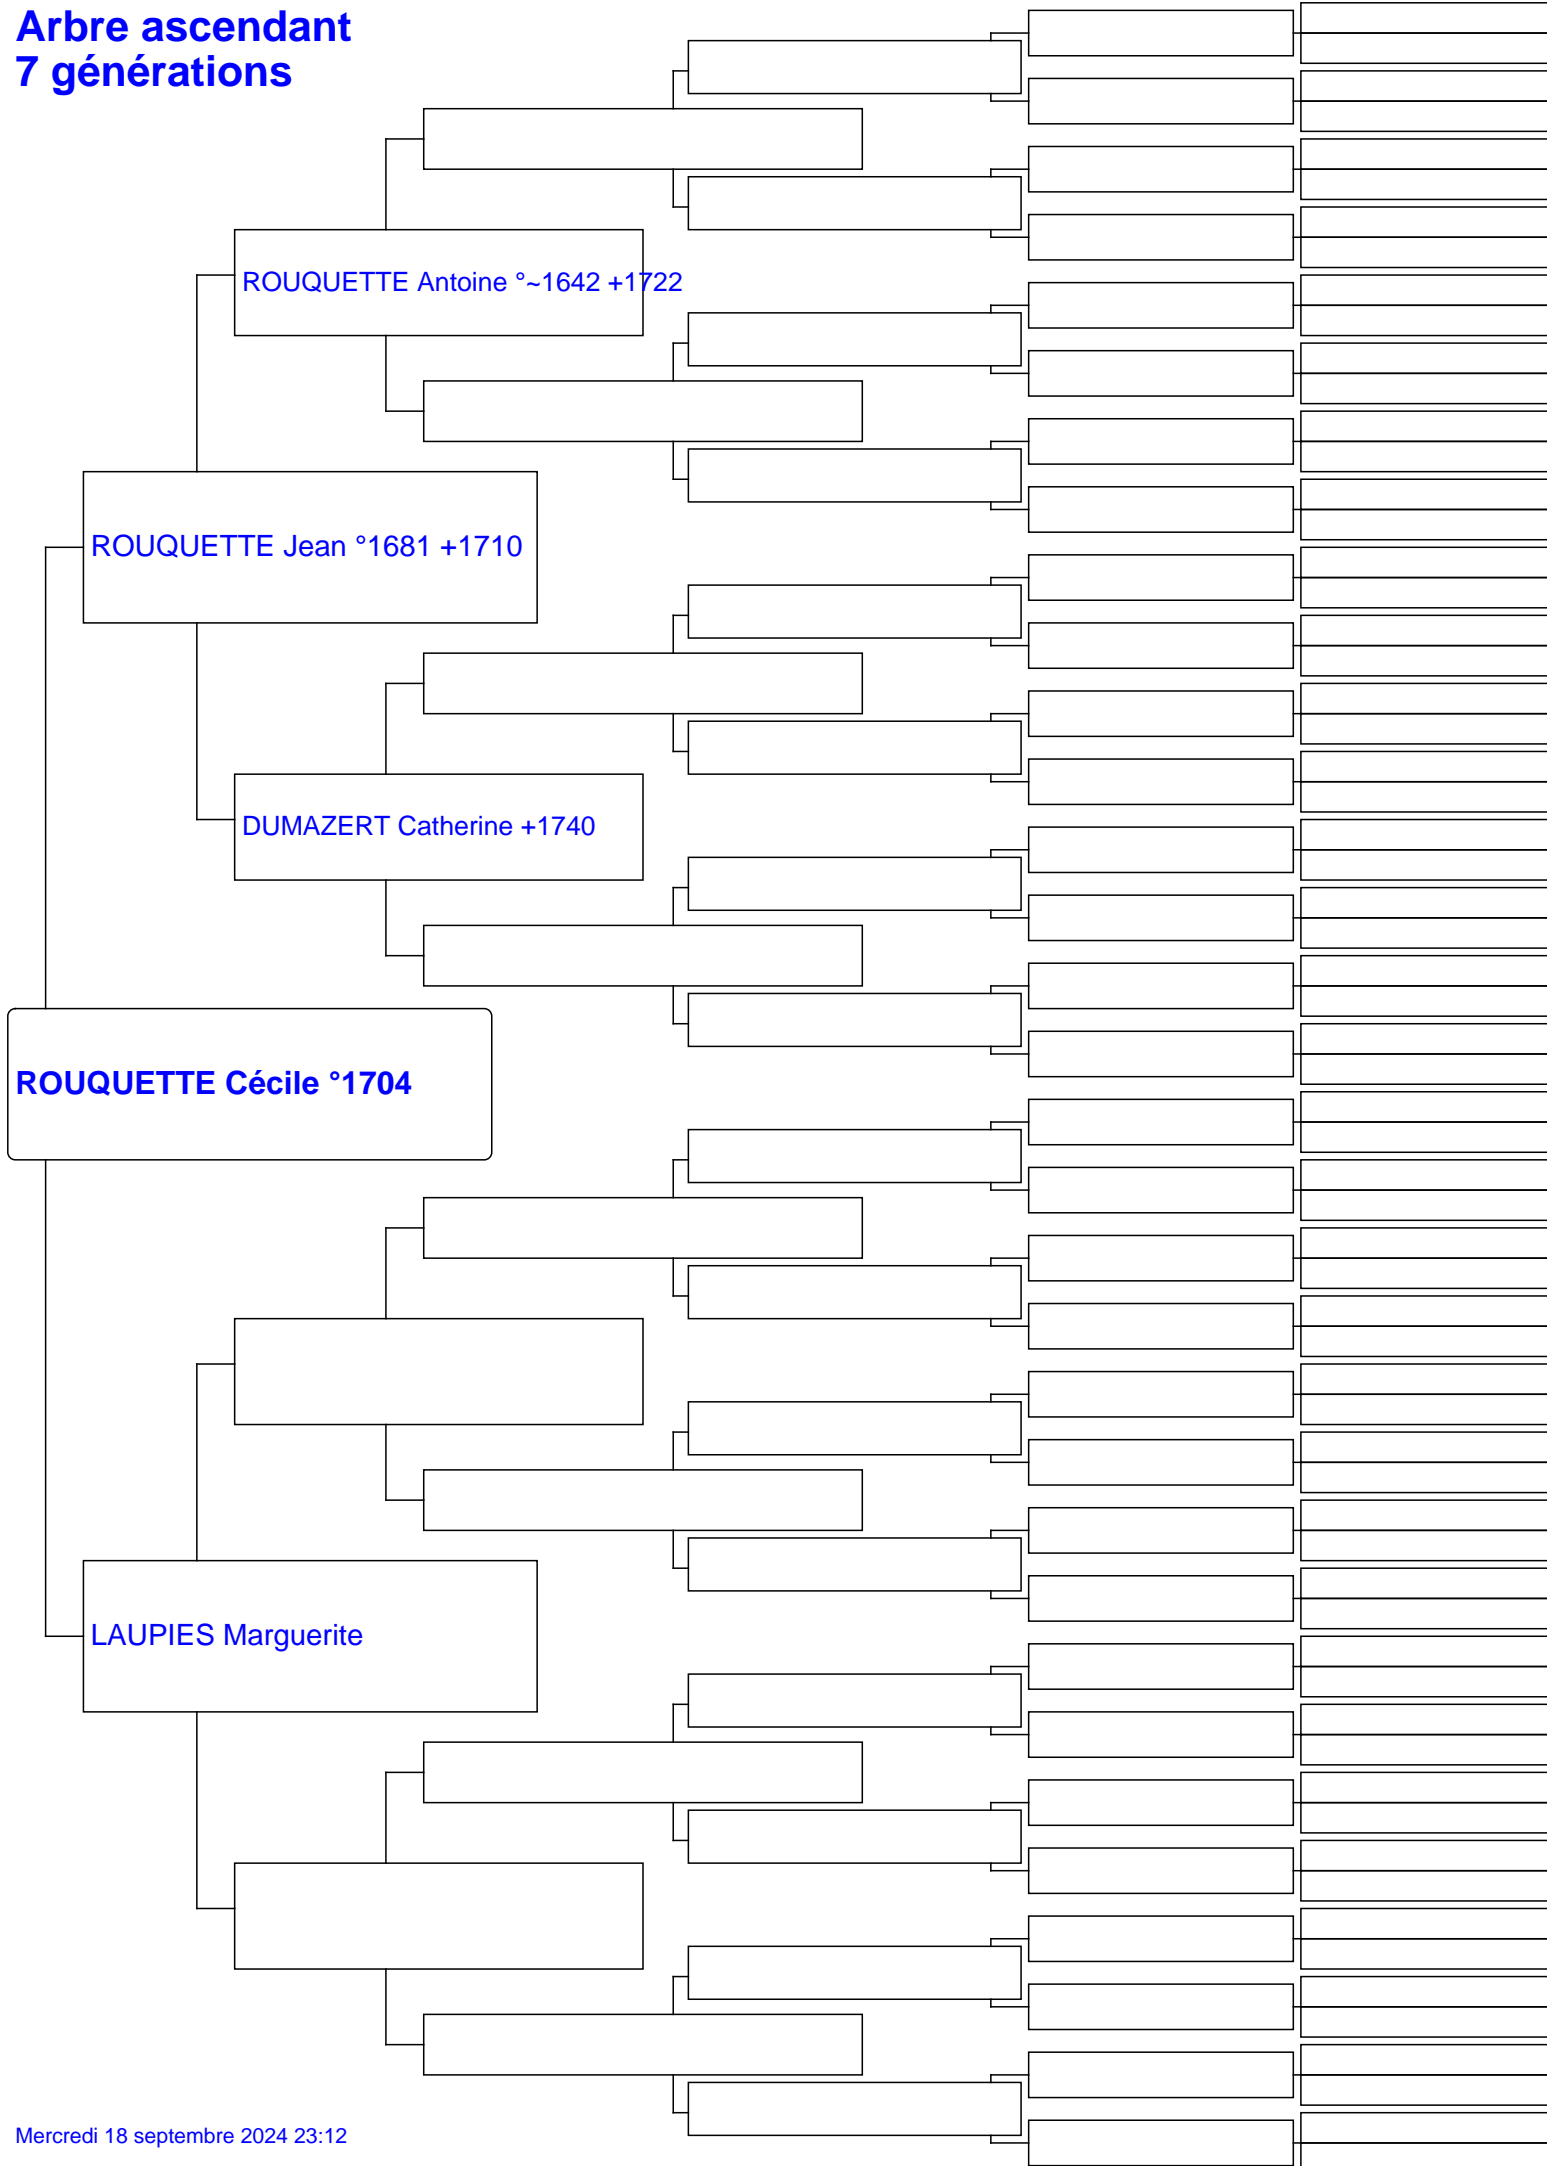 Arbre ascendant
7 générations
ROUQUETTE Antoine °~1642 +1722
ROUQUETTE Jean °1681 +1710
DUMAZERT Catherine +1740
ROUQUETTE Cécile °1704
LAUPIES Marguerite
Mercredi 18 septembre 2024 23:12